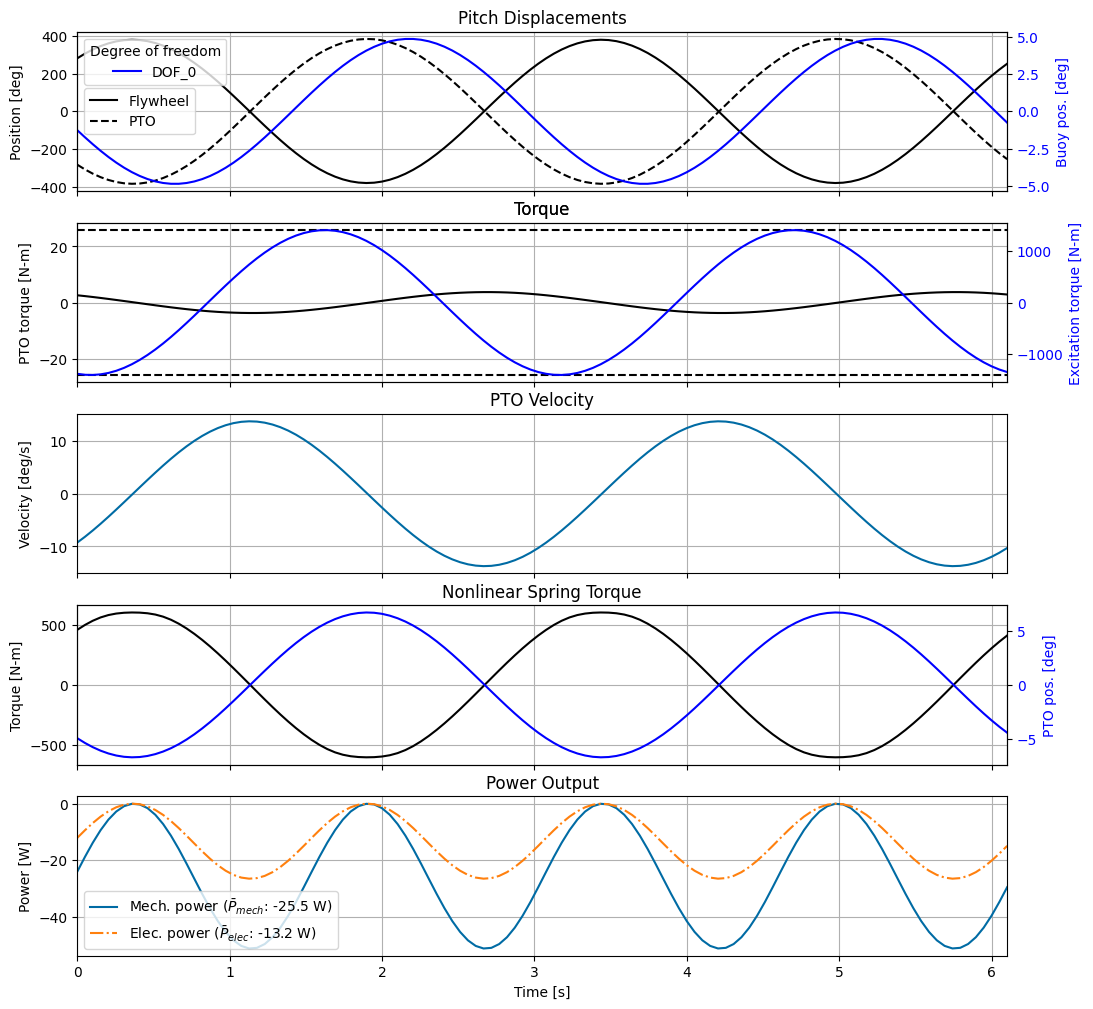 Pitch Displacements
400
200
0
−200
−400
Position [deg]
Degree of freedom
DOF_0
Flywheel
PTO
5.0
2.5
0.0
−2.5
−5.0
Buoy pos. [deg]
Torque
20
0
−20
PTO torque [N-m]
1000
0
−1000
Excitation torque [N-m]
PTO Velocity
10
0
−10
Velocity [deg/s]
Nonlinear Spring Torque
500
0
−500
Torque [N-m]
5
0
−5
PTO pos. [deg]
Power Output
0
−20
−40
Power [W]
Mech. power (P̄mech: -25.5 W)
Elec. power (P̄elec: -13.2 W)
0 1 2 3 4 5 6
Time [s]